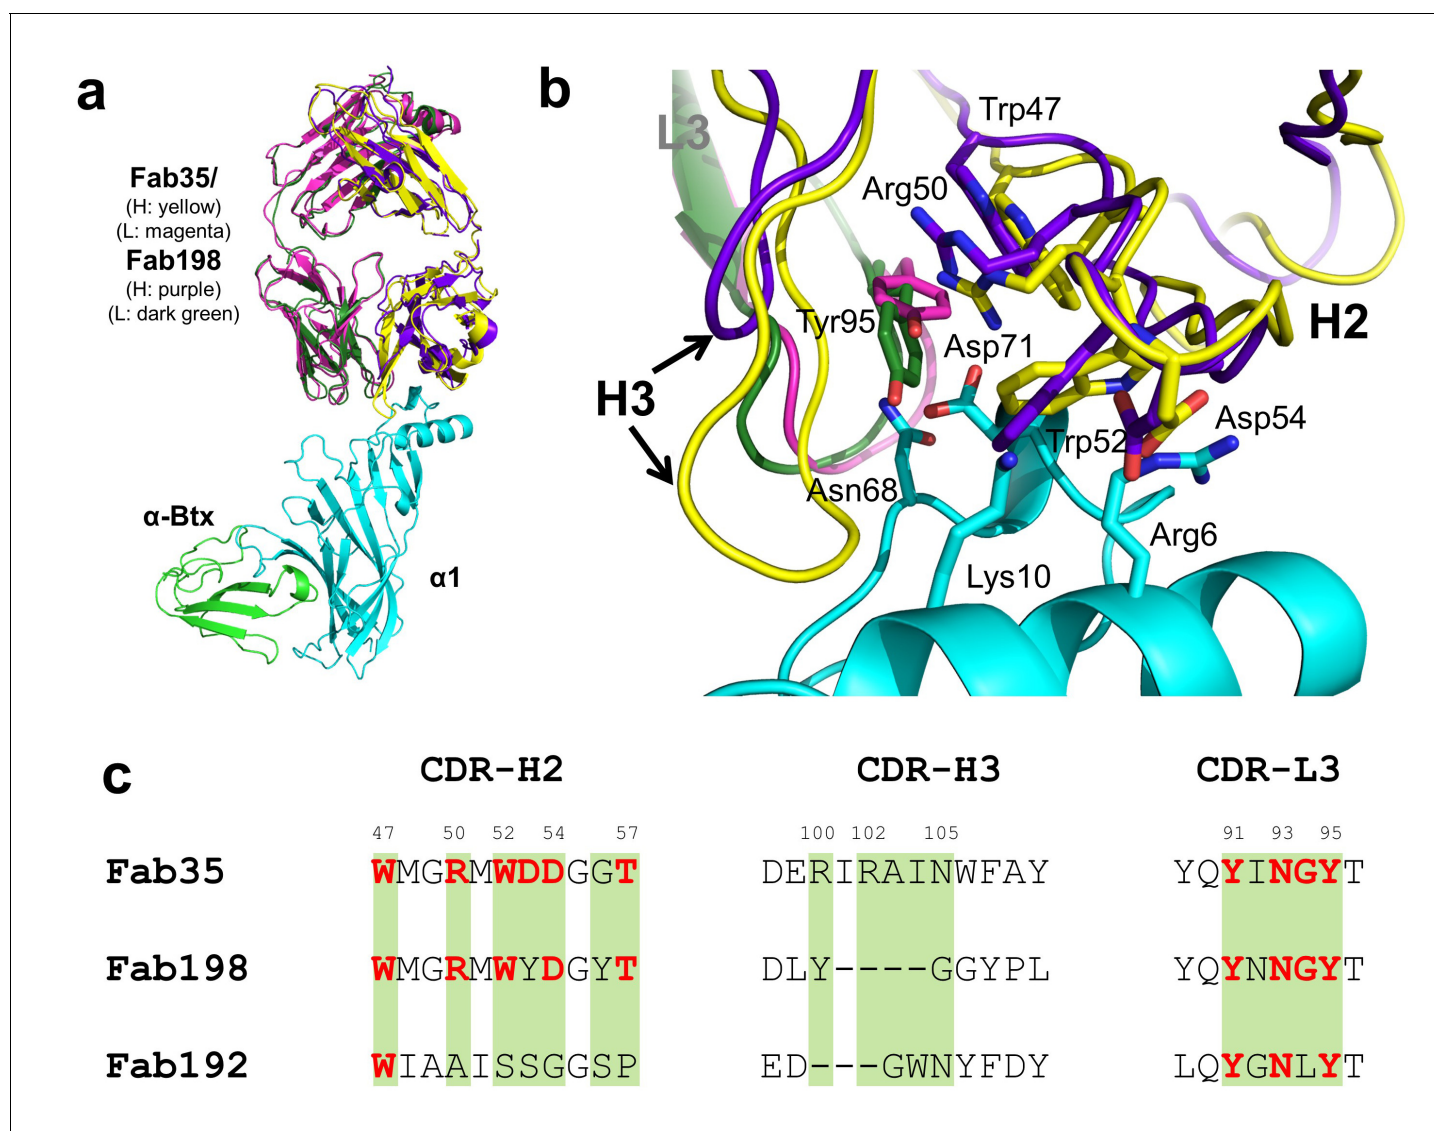 a
Fab35/
(H: yellow)
(L: magenta)
Fab198
(H: purple)
(L: dark green)
α-Btx
α1
b
L3
Trp47
Arg50
Tyr95
Asp71
H2
H3
Trp52
Asp54
Asn68
Arg6
Lys10
c
CDR-H2 CDR-H3 CDR-L3
47 50 52 54 57 100 102 105 91 93 95
Fab35 WMGRMWDDGGT DERIRAINWFAY YQYINGYT
Fab198 WMGRMWYDGYT DLY----GGYPL YQYNNGYT
Fab192 WIAAISSGGSP ED---GWNYFDY LQYGNLYT